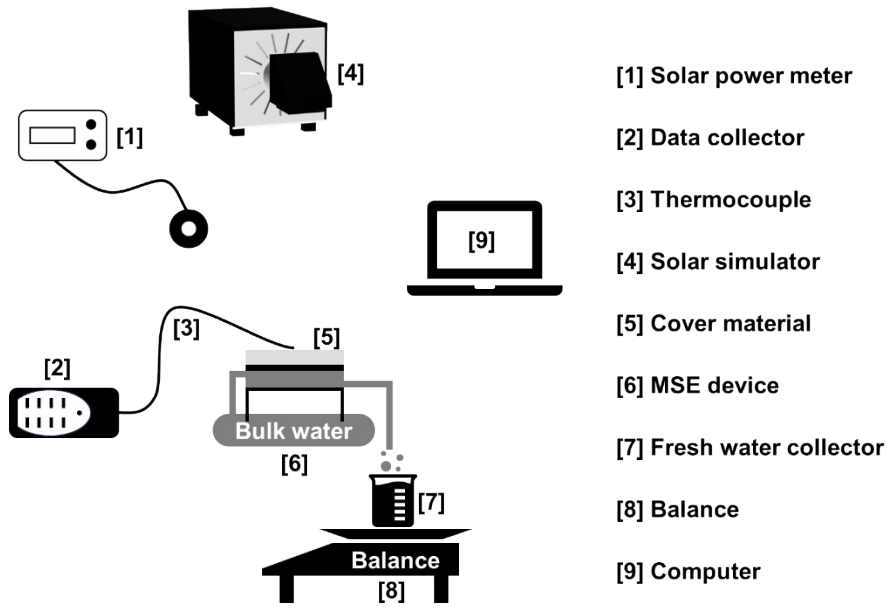 [4]
[1] Solar power meter
[1]
[2] Data collector
[3] Thermocouple
[9]
[4] Solar simulator
[3]
[5]
[5] Cover material
[2]
[6] MSE device
Bulk water
[6]
[7] Fresh water collector
[7]
[8] Balance
Balance
[9] Computer
[8]